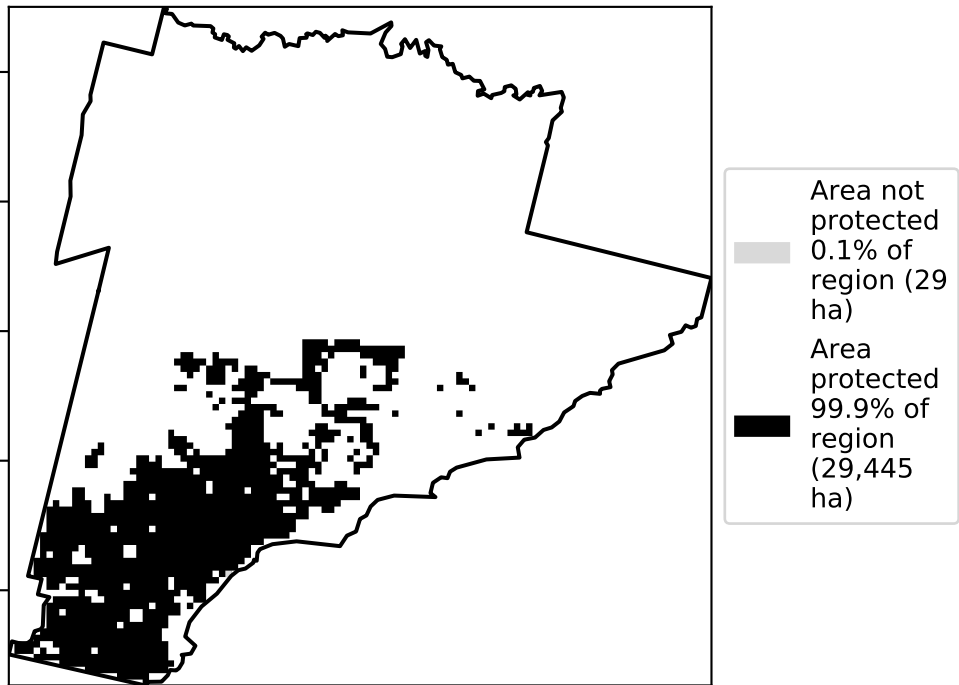 Area not
protected
0.1% of
region (29
ha)
Area
protected
99.9% of
region
(29,445
ha)